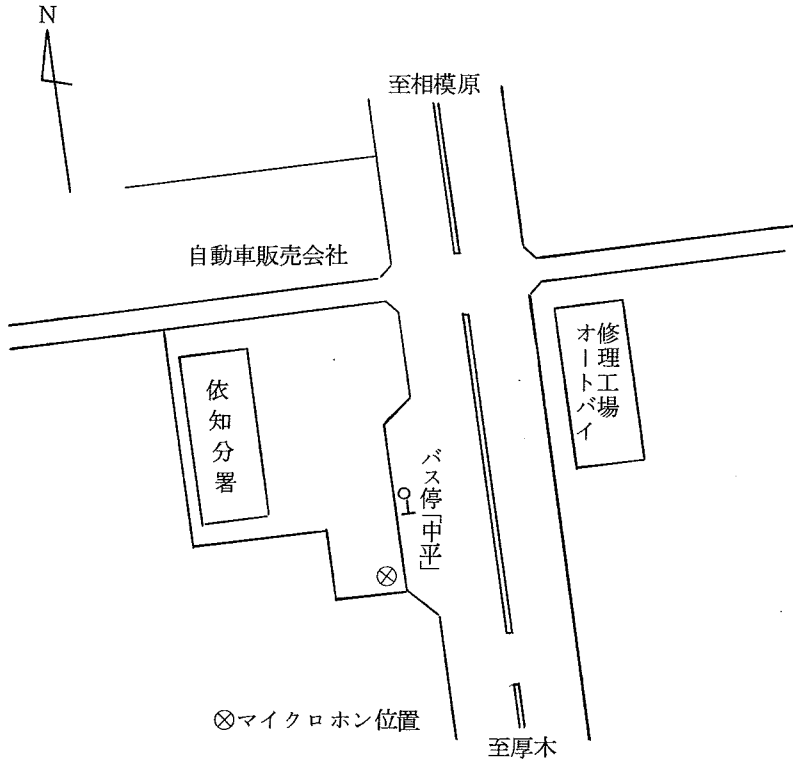 N
至相模原
自動車販売会社
修理工場
オートバイ
依知分署
バス停「中平」
⊗マイクロホン位置
至厚木